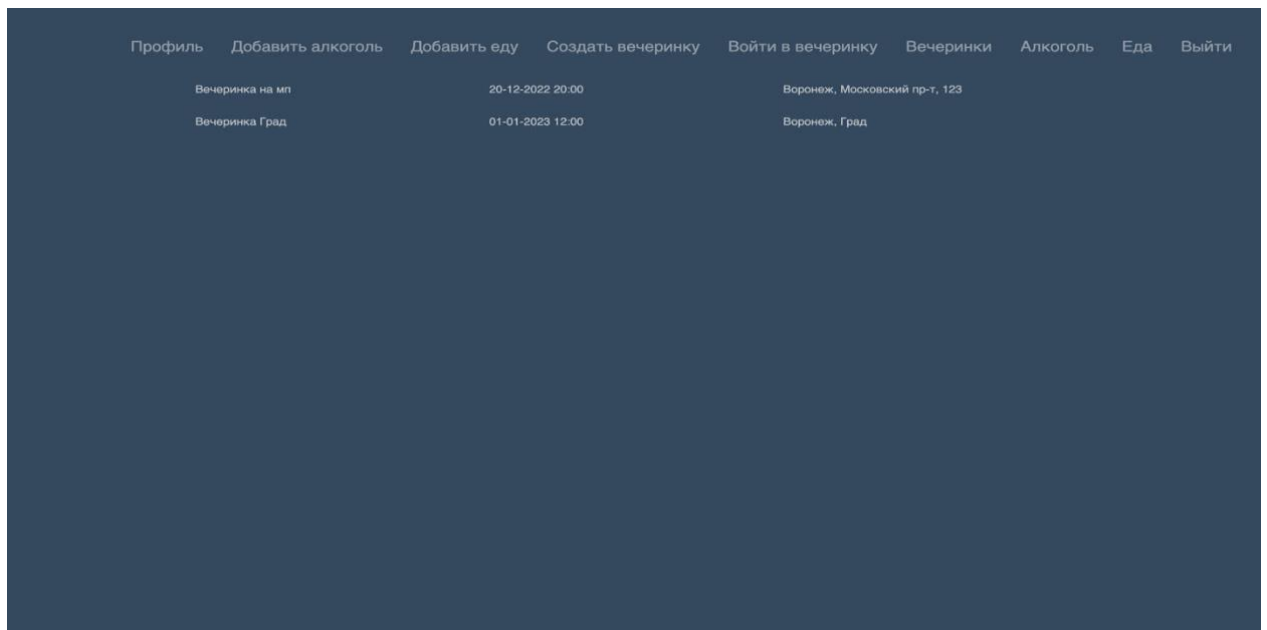 Профиль Добавить алкоголь Добавить еду Создать вечеринку Войти в вечеринку Вечеринки Алкоголь Еда Выйти
Вечеринка на мп 20-12-2022 20:00 Воронеж, Московский пр-т, 123
Вечеринка Град 01-01-2023 12:00 Воронеж, Град